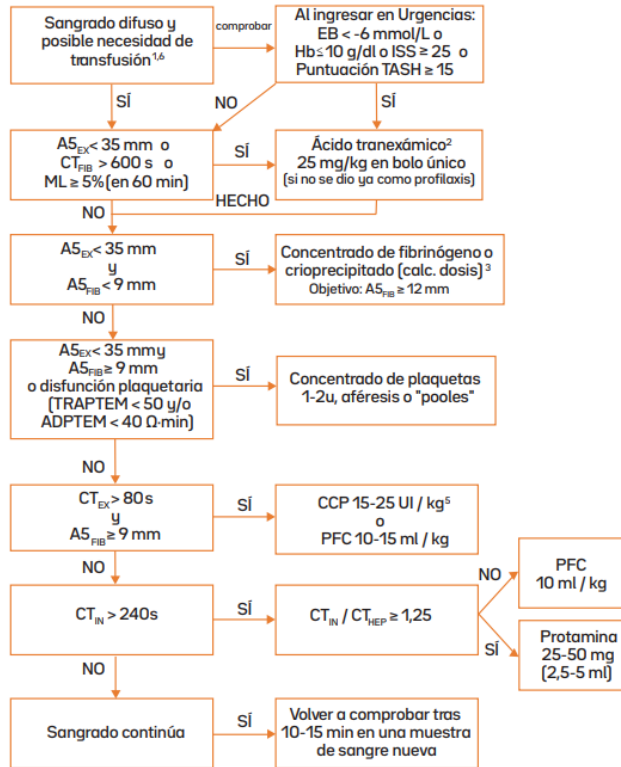 Sangrado difuso y
posible necesidad de
transfusión1,6
comprobar
Al ingresar en Urgencias:
EB < -6 mmol/L o
Hb ≤ 10 g/dl o ISS ≥ 25 o
Puntuación TASH ≥ 15
SÍ
NO
SÍ
A5EX < 35 mm o
CTFIB > 600 s o
ML ≥ 5% (en 60 min)
SÍ
Ácido tranexámico2
25 mg/kg en bolo único
(si no se dio ya como profilaxis)
NO
HECHO
A5EX < 35 mm
y
A5FIB < 9 mm
SÍ
Concentrado de fibrinógeno o
crioprecipitado (calc. dosis)3
Objetivo: A5FIB ≥ 12 mm
NO
A5EX < 35 mm y
A5FIB ≥ 9 mm
o disfunción plaquetaria
(TRAPTEM < 50 y/o
ADPTEM < 40 Ω·min)
SÍ
Concentrado de plaquetas
1-2u, aféresis o "pooles"
NO
CTEX > 80 s
y
A5FIB ≥ 9 mm
SÍ
CCP 15-25 UI / kg5
o
PFC 10-15 ml / kg
NO
CTIN > 240s
SÍ
CTIN / CTHEP ≥ 1,25
NO
PFC
10 ml / kg
SÍ
Protamina
25-50 mg
(2,5-5 ml)
NO
Sangrado continúa
SÍ
Volver a comprobar tras
10-15 min en una muestra
de sangre nueva